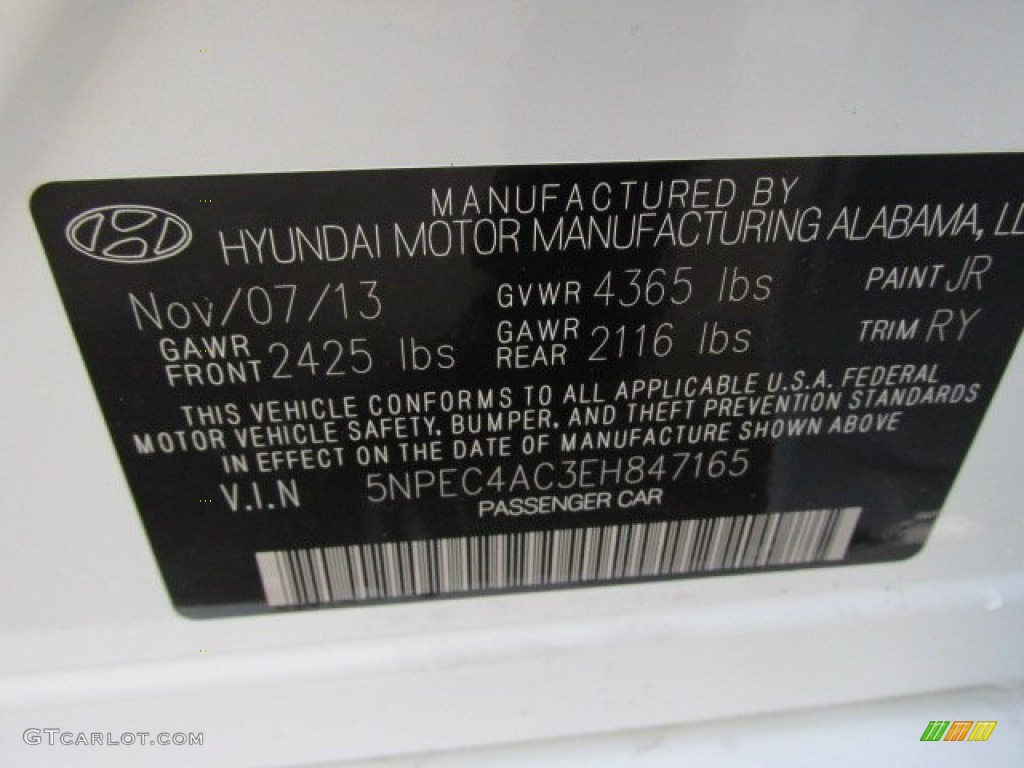 MANUFACTURED BY
HYUNDAI MOTOR MANUFACTURING ALABAMA, LL
Nov/07/13 GVWR 4365 lbs PAINT JR
GAWR FRONT 2425 lbs GAWR REAR 2116 lbs TRIM RY
THIS VEHICLE CONFORMS TO ALL APPLICABLE U.S.A. FEDERAL
MOTOR VEHICLE SAFETY, BUMPER, AND THEFT PREVENTION STANDARDS
IN EFFECT ON THE DATE OF MANUFACTURE SHOWN ABOVE
V.I.N 5NPEC4AC3EH847165
PASSENGER CAR
GTCARLOT.COM